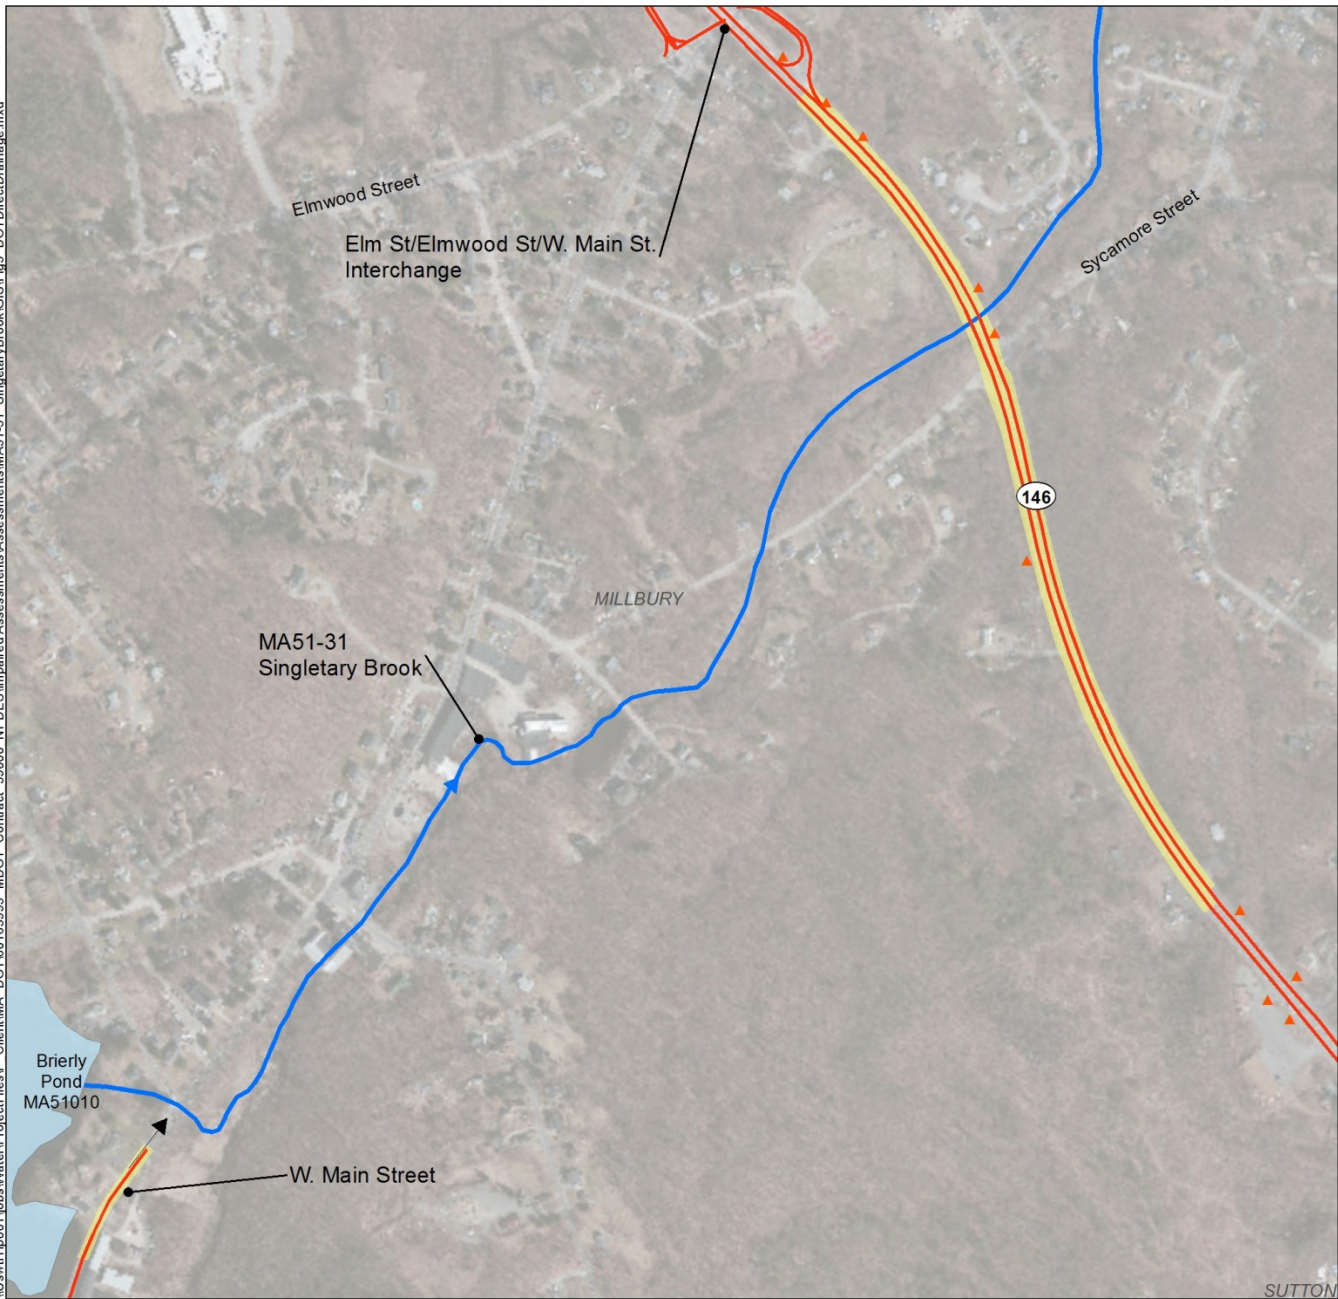 Elmwood Street
Elm St/Elmwood St/W. Main St.
Interchange
Sycamore Street
146
MILLBURY
MA51-31
Singletary Brook
Brierly
Pond
MA51010
W. Main Street
SUTTON